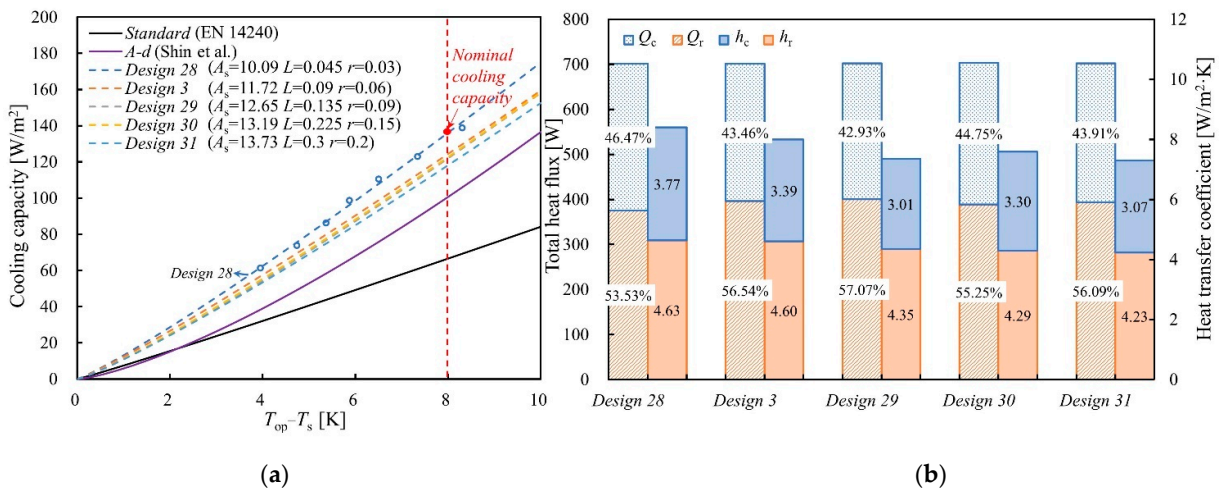 200
180
160
140
120
100
80
60
40
20
0
Cooling capacity [W/m²]
Standard (EN 14240)
A-d (Shin et al.)
Design 28 (As=10.09 L=0.045 r=0.03)
Design 3 (As=11.72 L=0.09 r=0.06)
Design 29 (As=12.65 L=0.135 r=0.09)
Design 30 (As=13.19 L=0.225 r=0.15)
Design 31 (As=13.73 L=0.3 r=0.2)
Nominal
cooling
capacity
Design 28
0 2 4 6 8 10
Top–Ts [K]
(a)
800
700
600
500
400
300
200
100
0
Total heat flux [W]
Qc Qr hc hr
46.47% 43.46% 42.93% 44.75% 43.91%
3.77 3.39 3.01 3.30 3.07
53.53% 56.54% 57.07% 55.25% 56.09%
4.63 4.60 4.35 4.29 4.23
Design 28 Design 3 Design 29 Design 30 Design 31
12
10
8
6
4
2
0
Heat transfer coefficient [W/m²·K]
(b)